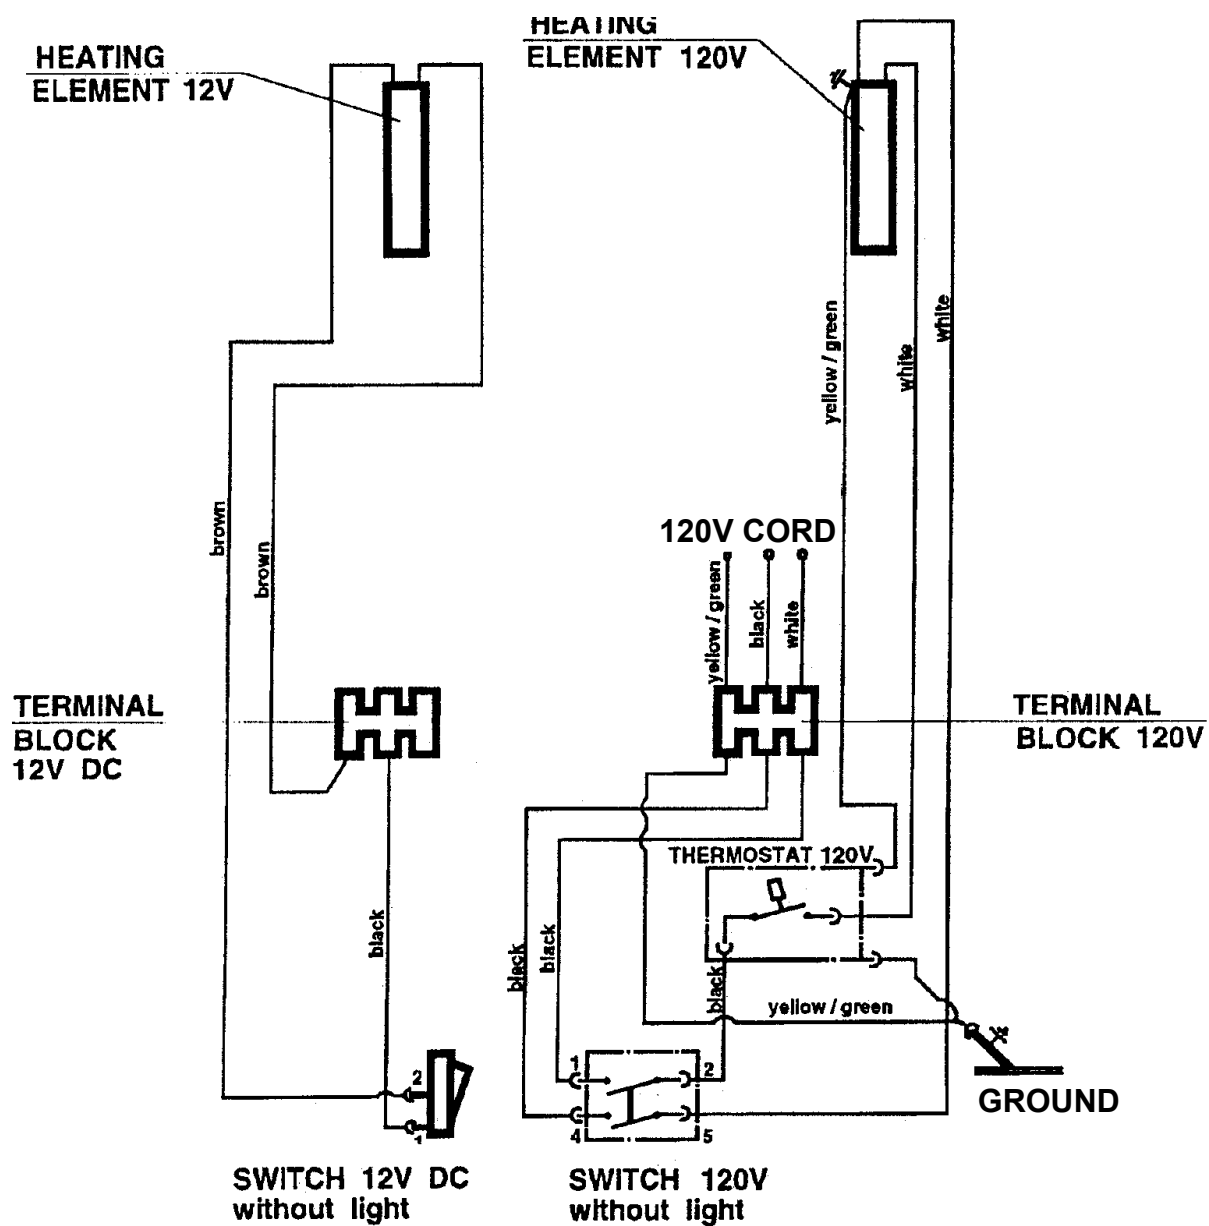 HEATING
ELEMENT 12V
HEATING
ELEMENT 120V
yellow / green
white
white
brown
brown
120V CORD
yellow / green
black
white
TERMINAL
BLOCK
12V DC
TERMINAL
BLOCK 120V
THERMOSTAT 120V
black
black
black
black
yellow / green
2
1
1
2
4
5
GROUND
SWITCH 12V DC
without light
SWITCH 120V
without light